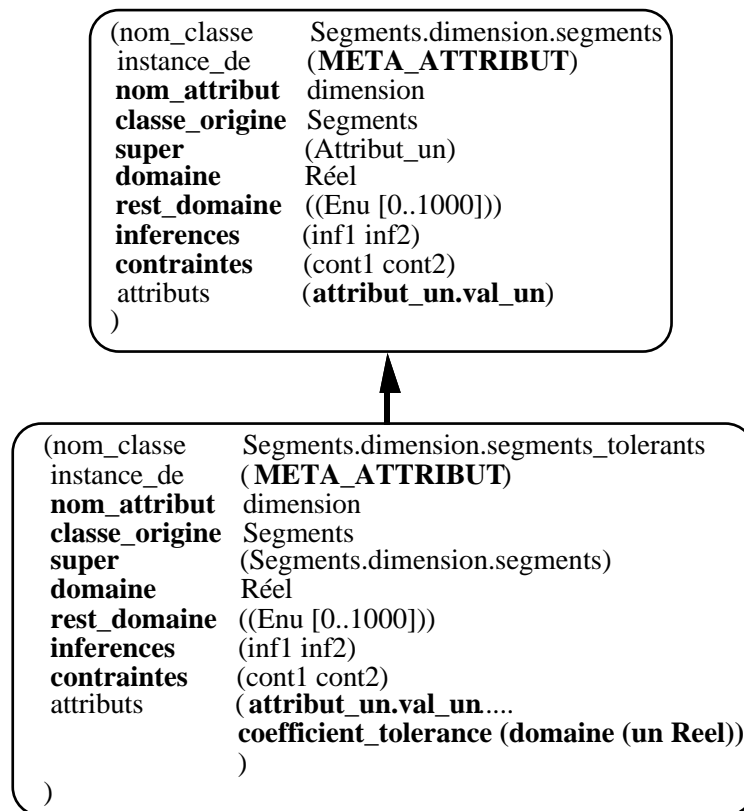 (nom_classe Segments.dimension.segments
instance_de (META_ATTRIBUT)
nom_attribut dimension
classe_origine Segments
super (Attribut_un)
domaine Réel
rest_domaine ((Enu [0..1000]))
inferences (inf1 inf2)
contraintes (cont1 cont2)
attributs (attribut_un.val_un)
)
(nom_classe Segments.dimension.segments_tolerants
instance_de (META_ATTRIBUT)
nom_attribut dimension
classe_origine Segments
super (Segments.dimension.segments)
domaine Réel
rest_domaine ((Enu [0..1000]))
inferences (inf1 inf2)
contraintes (cont1 cont2)
attributs (attribut_un.val_un.....
coefficient_tolerance (domaine (un Reel))
)
)